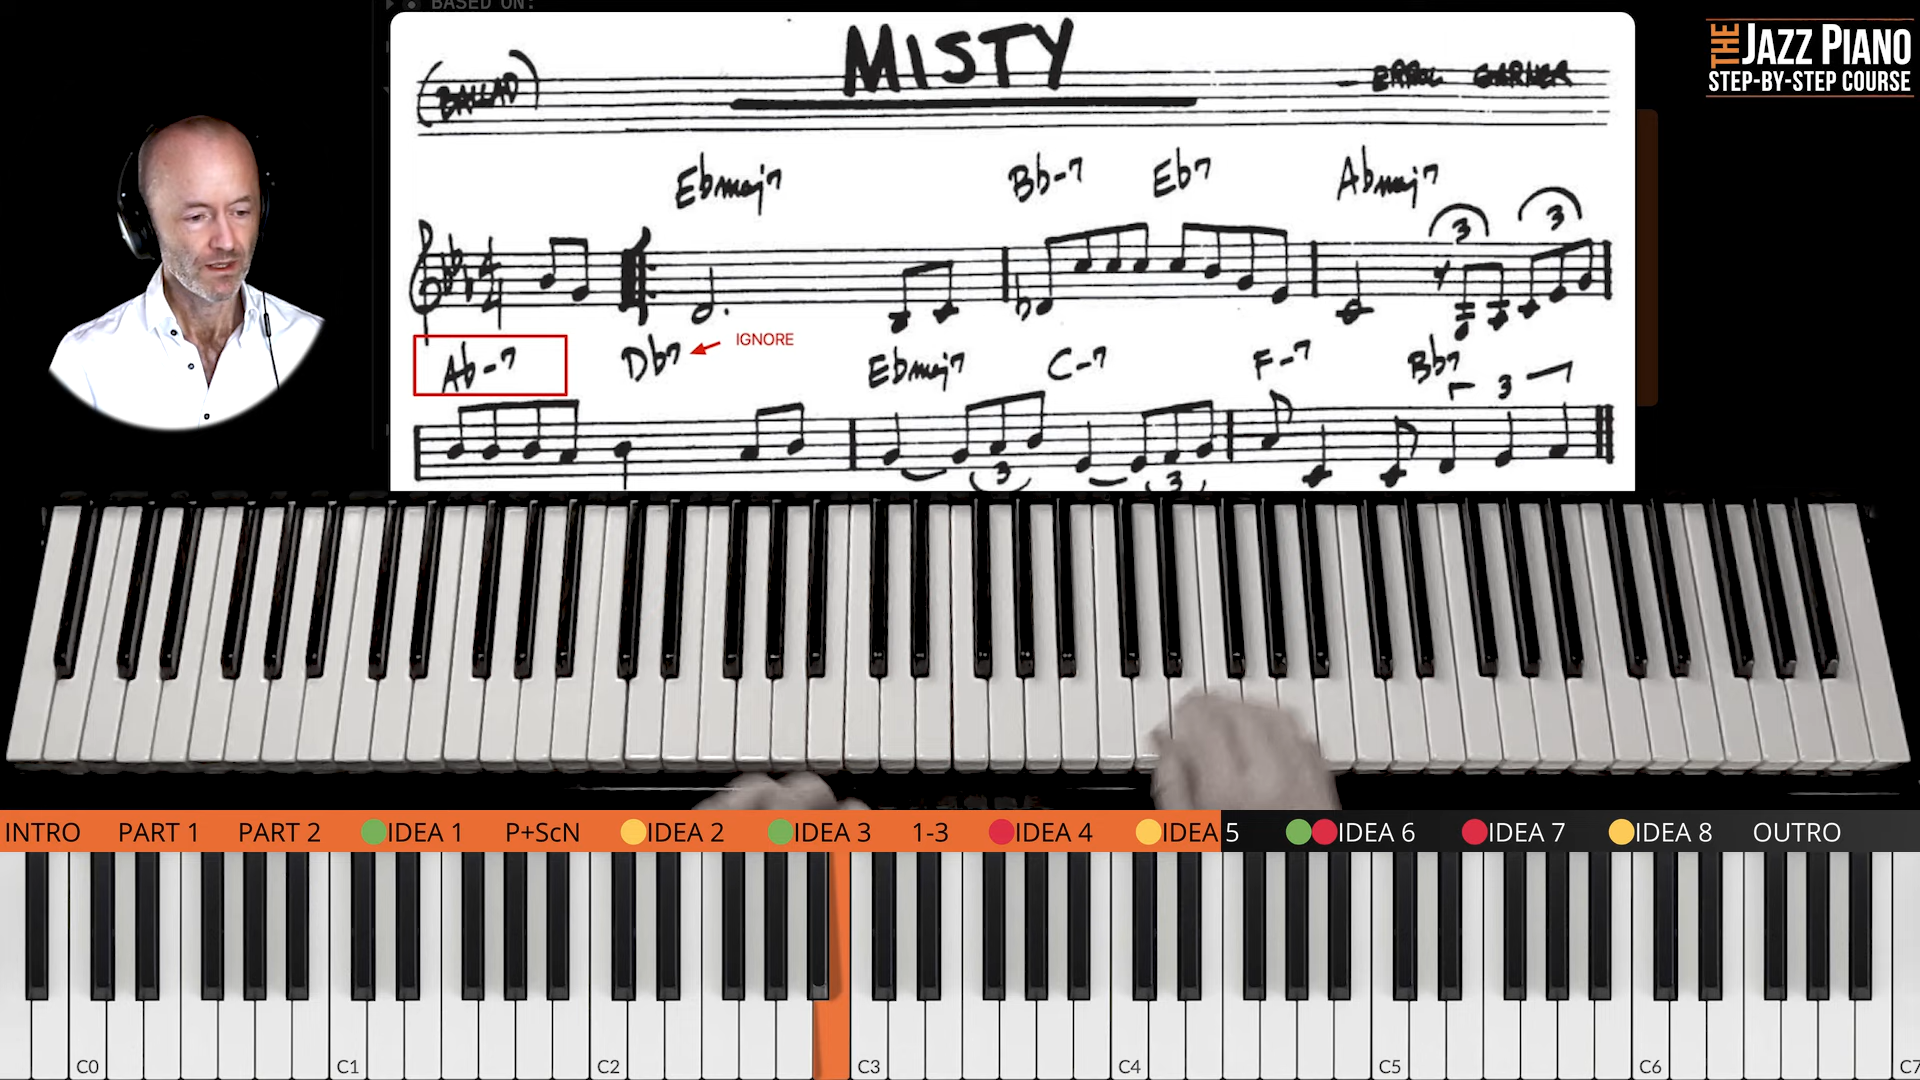 BASED ON:
THE JAZZ PIANO
STEP-BY-STEP COURSE
MISTY
(BALLAD)
- ERROL GARNER
Ebmaj7 Bb-7 Eb7 Abmaj7
3 3
Ab-7 Db7 IGNORE Ebmaj7 C-7 F-7 Bb7
3
3 3
INTRO PART 1 PART 2 IDEA 1 P+ScN IDEA 2 IDEA 3 1-3 IDEA 4 IDEA 5 IDEA 6 IDEA 7 IDEA 8 OUTRO
C0 C1 C2 C3 C4 C5 C6 C7